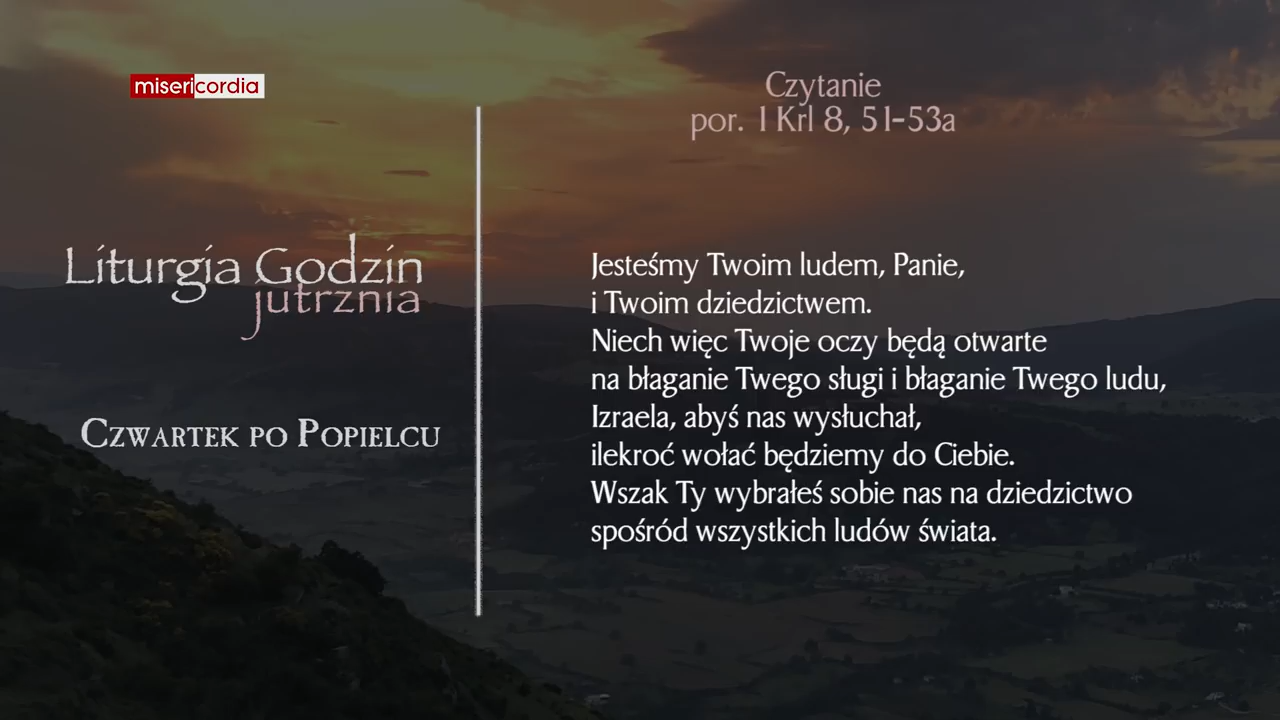 misericordia
Liturgia Godzin
jutrznia
Czwartek po Popielcu
Czytanie
por. 1 Krl 8, 51-53a
Jesteśmy Twoim ludem, Panie,
i Twoim dziedzictwem.
Niech więc Twoje oczy będą otwarte
na błaganie Twego sługi i błaganie Twego ludu,
Izraela, abyś nas wysłuchał,
ilekroć wołać będziemy do Ciebie.
Wszak Ty wybrałeś sobie nas na dziedzictwo
spośród wszystkich ludów świata.